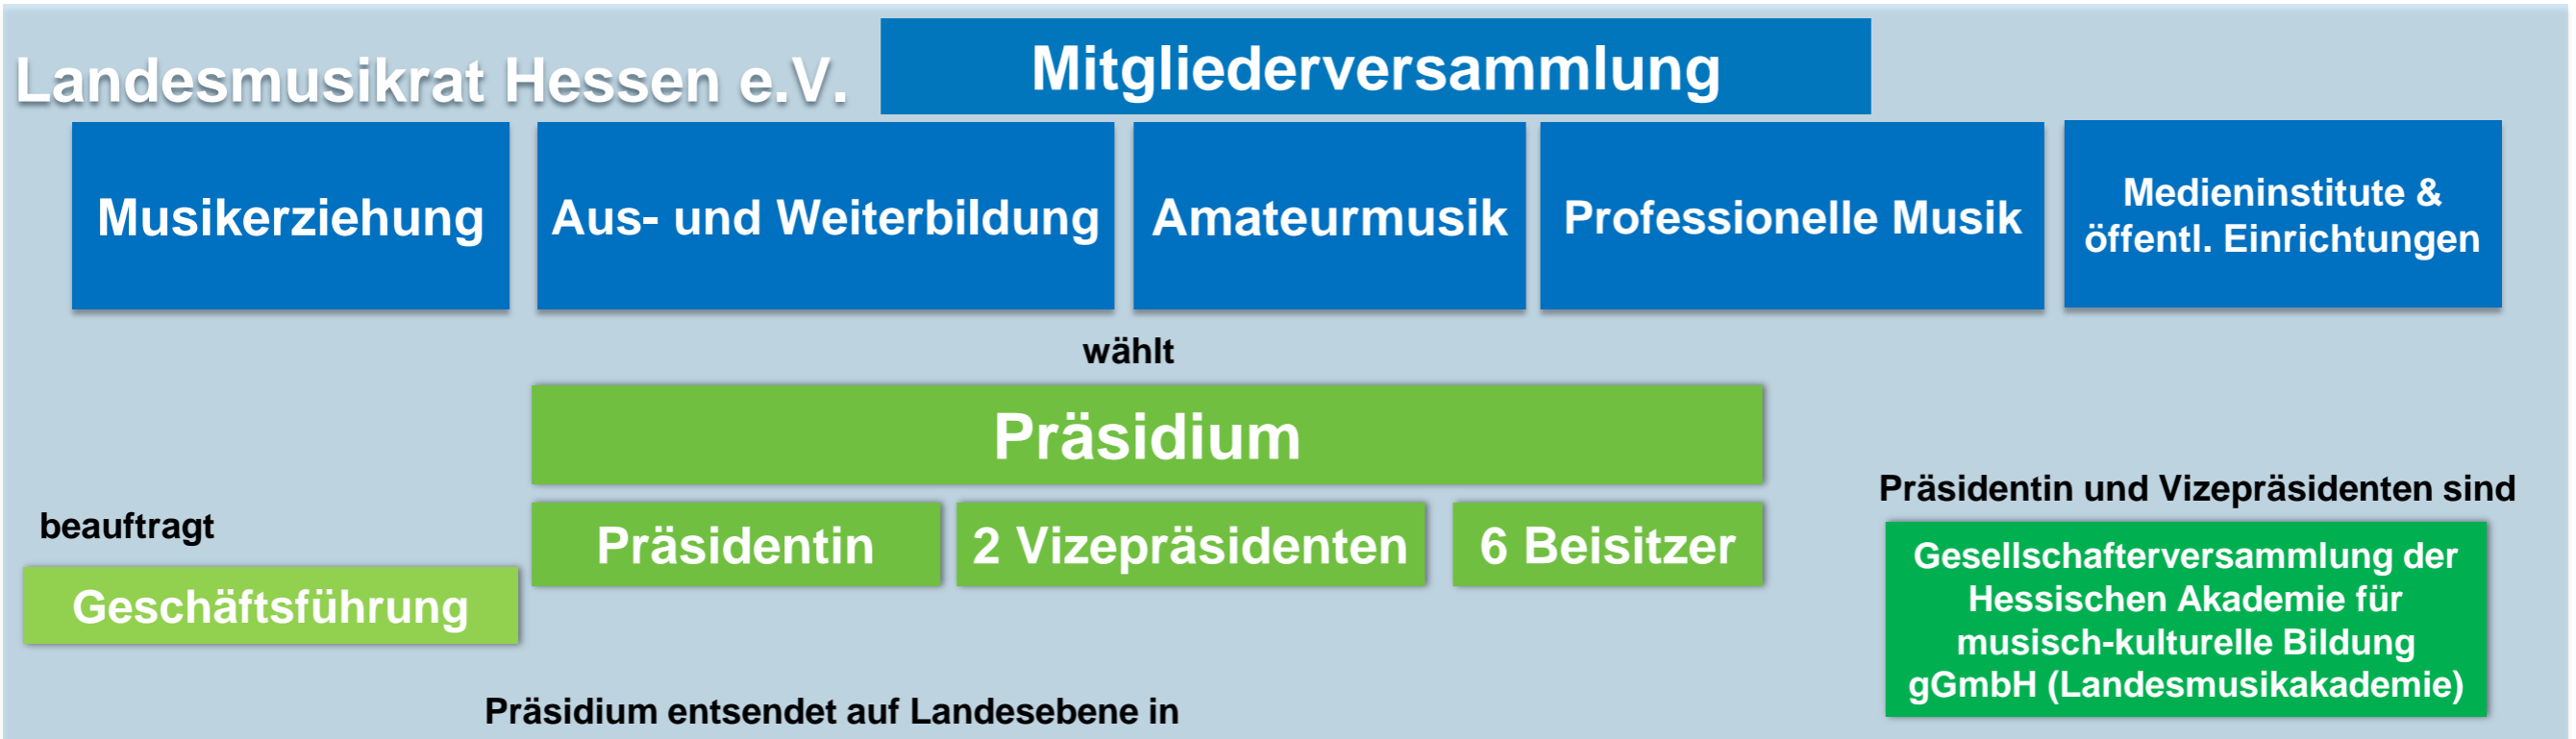 Landesmusikrat Hessen e.V.
Mitgliederversammlung
Musikerziehung
Aus- und Weiterbildung
Amateurmusik
Professionelle Musik
Medieninstitute &
öffentl. Einrichtungen
wählt
Präsidium
Präsidentin
2 Vizepräsidenten
6 Beisitzer
beauftragt
Geschäftsführung
Präsidentin und Vizepräsidenten sind
Gesellschafterversammlung der
Hessischen Akademie für
musisch-kulturelle Bildung
gGmbH (Landesmusikakademie)
Präsidium entsendet auf Landesebene in